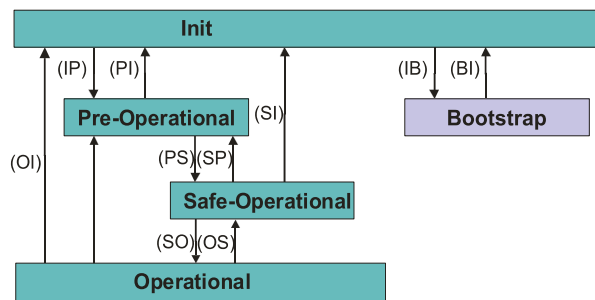 Init
(IP) (PI) (IB) (BI)
Pre-Operational Bootstrap
(SI)
(PS) (SP)
(OI)
Safe-Operational
(SO) (OS)
Operational